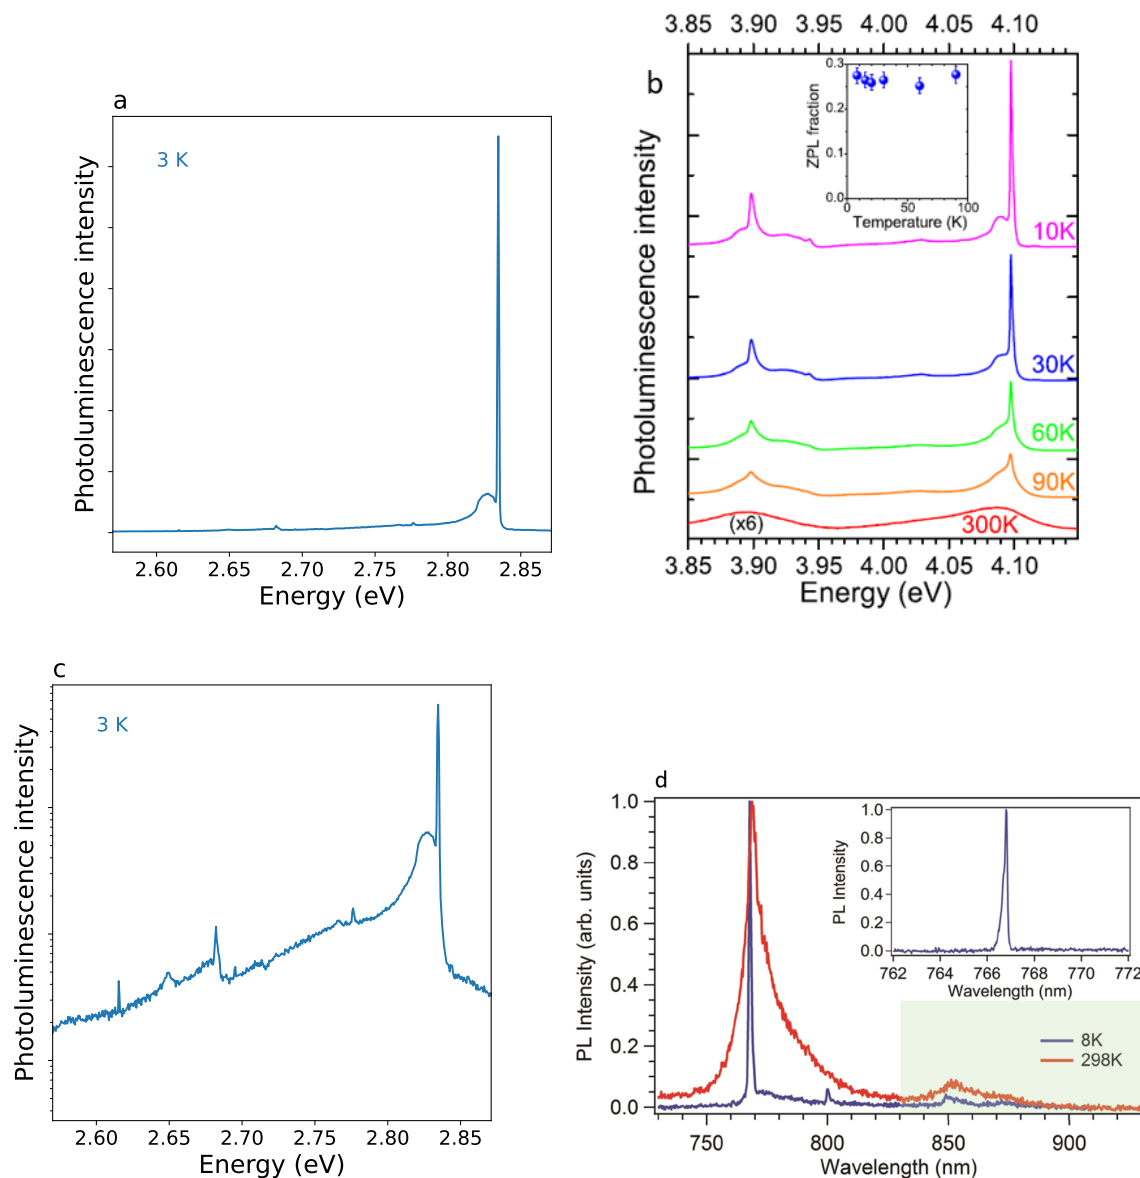 a
3 K
Photoluminescence intensity
2.60 2.65 2.70 2.75 2.80 2.85
Energy (eV)
3.85 3.90 3.95 4.00 4.05 4.10
b
0.3
0.2
0.1
0.0
ZPL fraction
0 50 100
Temperature (K)
10K
30K
60K
90K
(x6)
300K
Photoluminescence intensity
3.85 3.90 3.95 4.00 4.05 4.10
Energy (eV)
c
3 K
Photoluminescence intensity
2.60 2.65 2.70 2.75 2.80 2.85
Energy (eV)
d
1.0
0.8
0.6
0.4
0.2
0.0
PL Intensity (arb. units)
750 800 850 900
Wavelength (nm)
1.0
0.8
0.6
0.4
0.2
0.0
PL Intensity
762 764 766 768 770 772
Wavelength (nm)
8K
298K